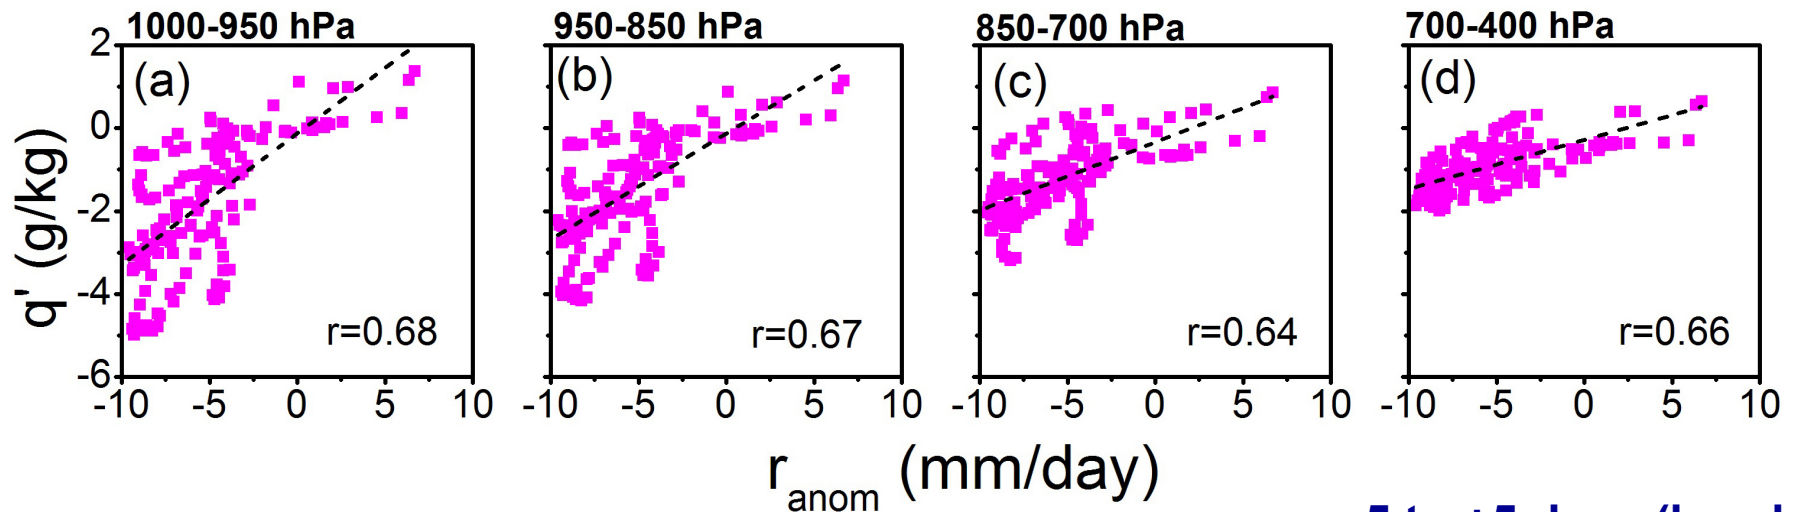 1000-950 hPa 950-850 hPa 850-700 hPa 700-400 hPa
(a) (b) (c) (d)
q' (g/kg)
2
0
-2
-4
-6
r=0.68 r=0.67 r=0.64 r=0.66
-10 -5 0 5 10 -10 -5 0 5 10 -10 -5 0 5 10 -10 -5 0 5 10
r_anom (mm/day)